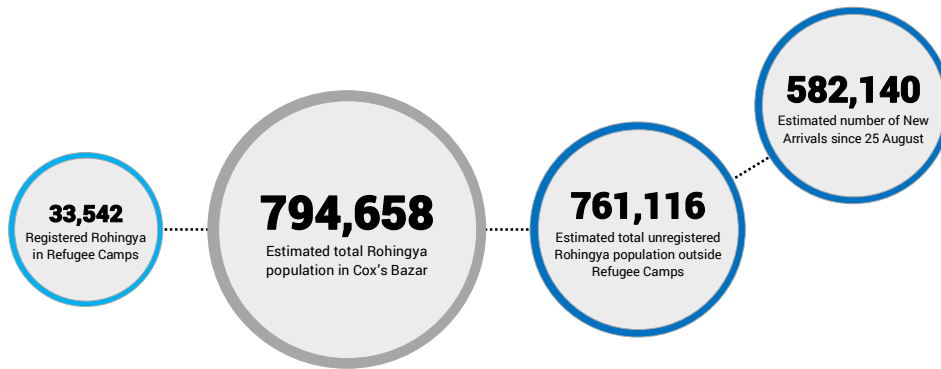 33,542
Registered Rohingya
in Refugee Camps
794,658
Estimated total Rohingya
population in Cox's Bazar
761,116
Estimated total unregistered
Rohingya population outside
Refugee Camps
582,140
Estimated number of New
Arrivals since 25 August